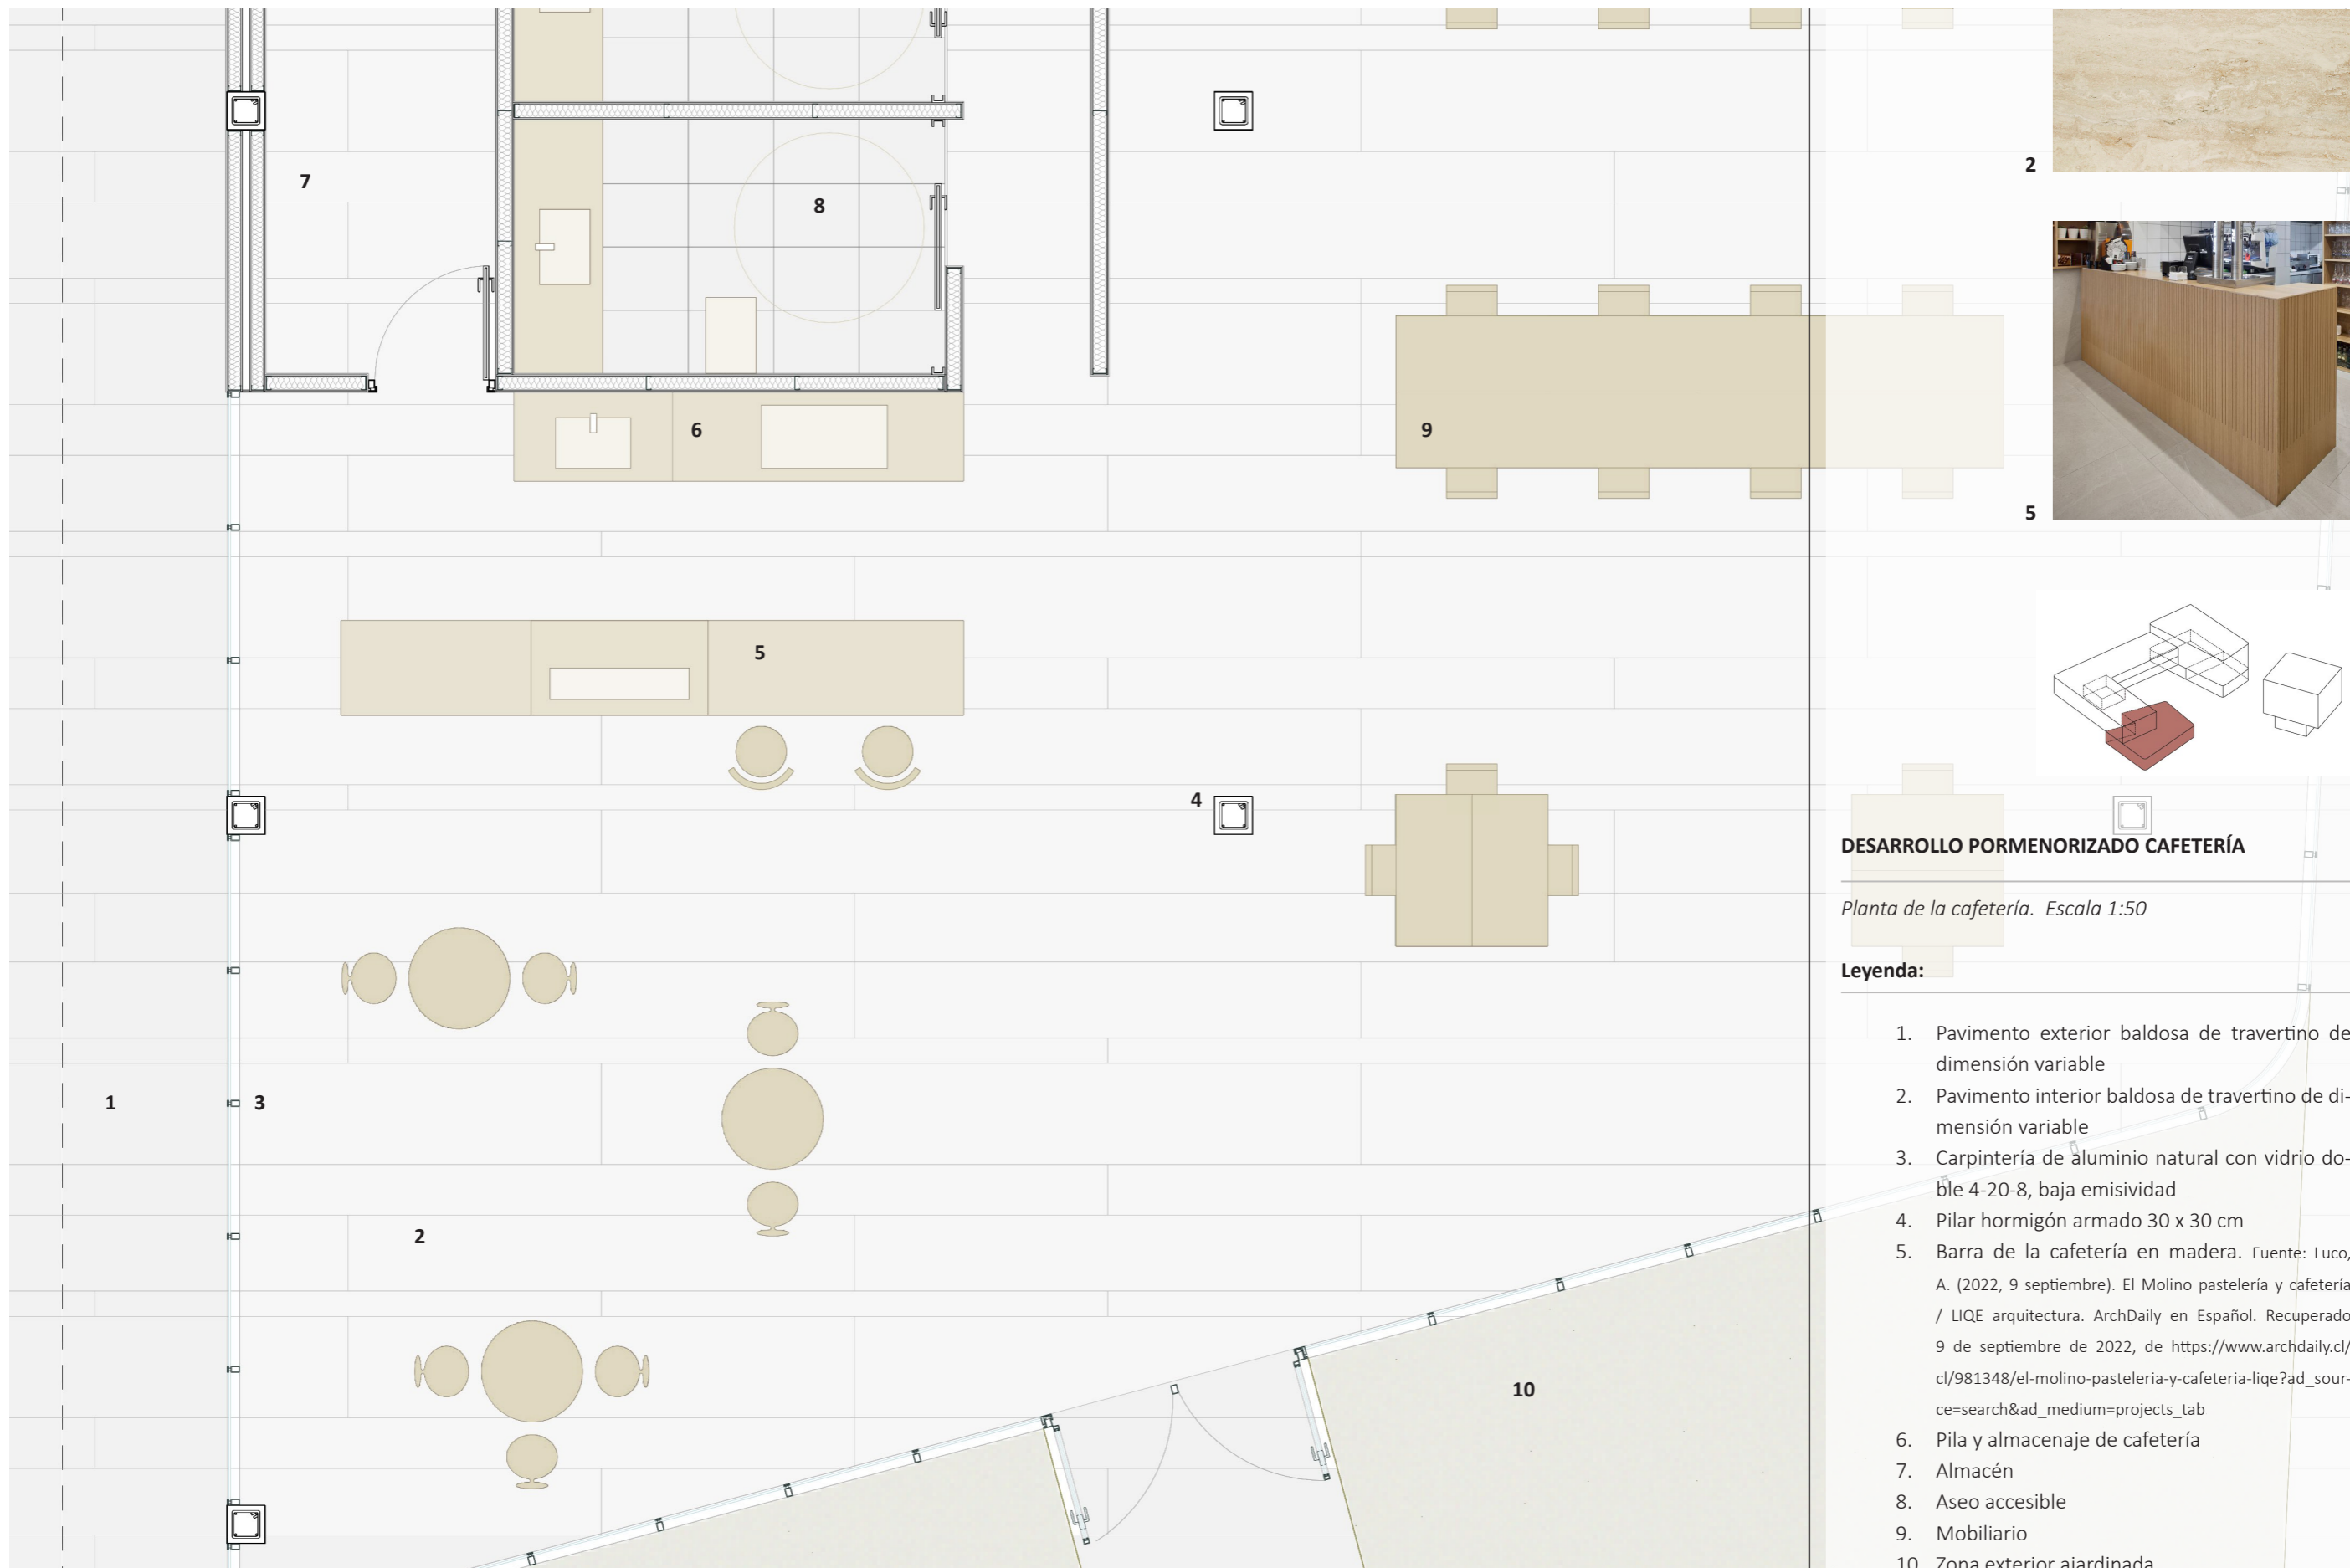 7
8
2
6
9
5
5
4
1
3
2
10
DESARROLLO PORMENORIZADO CAFETERÍA
Planta de la cafetería. Escala 1:50
Leyenda:
1. Pavimento exterior baldosa de travertino de
dimensión variable
2. Pavimento interior baldosa de travertino de di-
mensión variable
3. Carpintería de aluminio natural con vidrio do-
ble 4-20-8, baja emisividad
4. Pilar hormigón armado 30 x 30 cm
5. Barra de la cafetería en madera. Fuente: Luco,
A. (2022, 9 septiembre). El Molino pastelería y cafetería
/ LIQE arquitectura. ArchDaily en Español. Recuperado
9 de septiembre de 2022, de https://www.archdaily.cl/
cl/981348/el-molino-pasteleria-y-cafeteria-liqe?ad_sour-
ce=search&ad_medium=projects_tab
6. Pila y almacenaje de cafetería
7. Almacén
8. Aseo accesible
9. Mobiliario
10. Zona exterior ajardinada